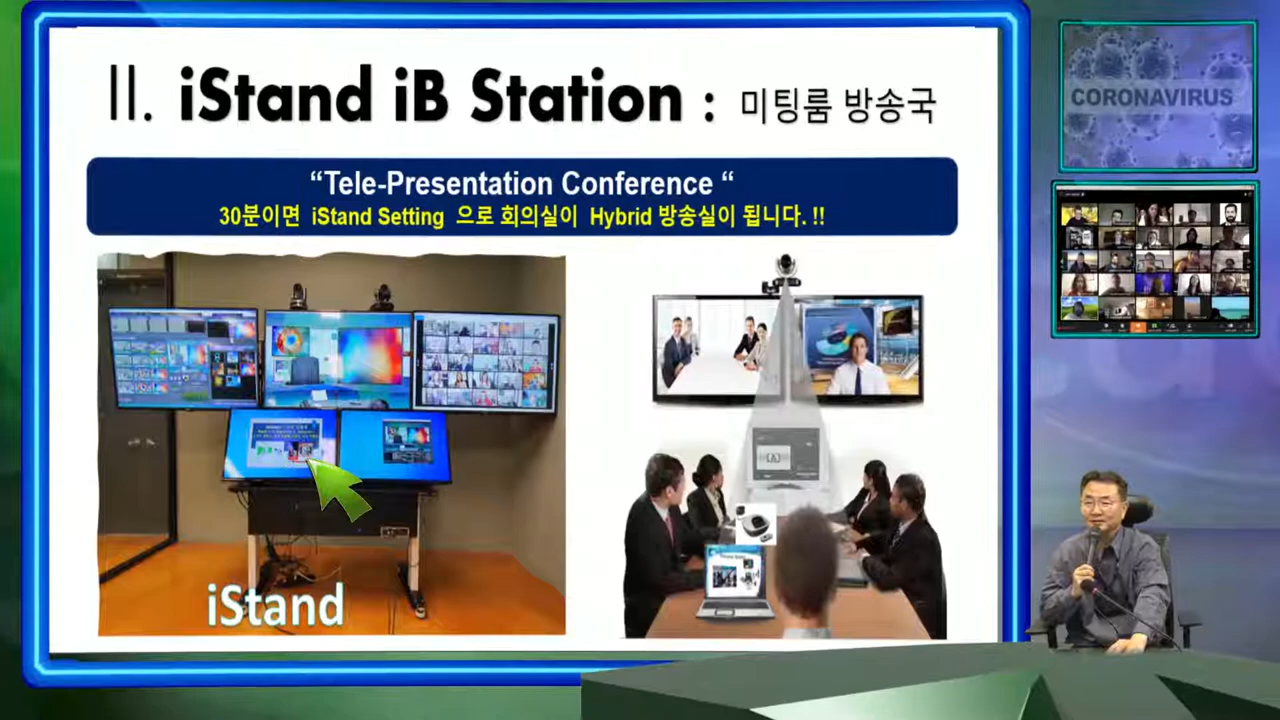 II. iStand iB Station : 미팅룸 방송국
“Tele-Presentation Conference “
30분이면 iStand Setting 으로 회의실이 Hybrid 방송실이 됩니다. !!
iStand
CORONAVIRUS